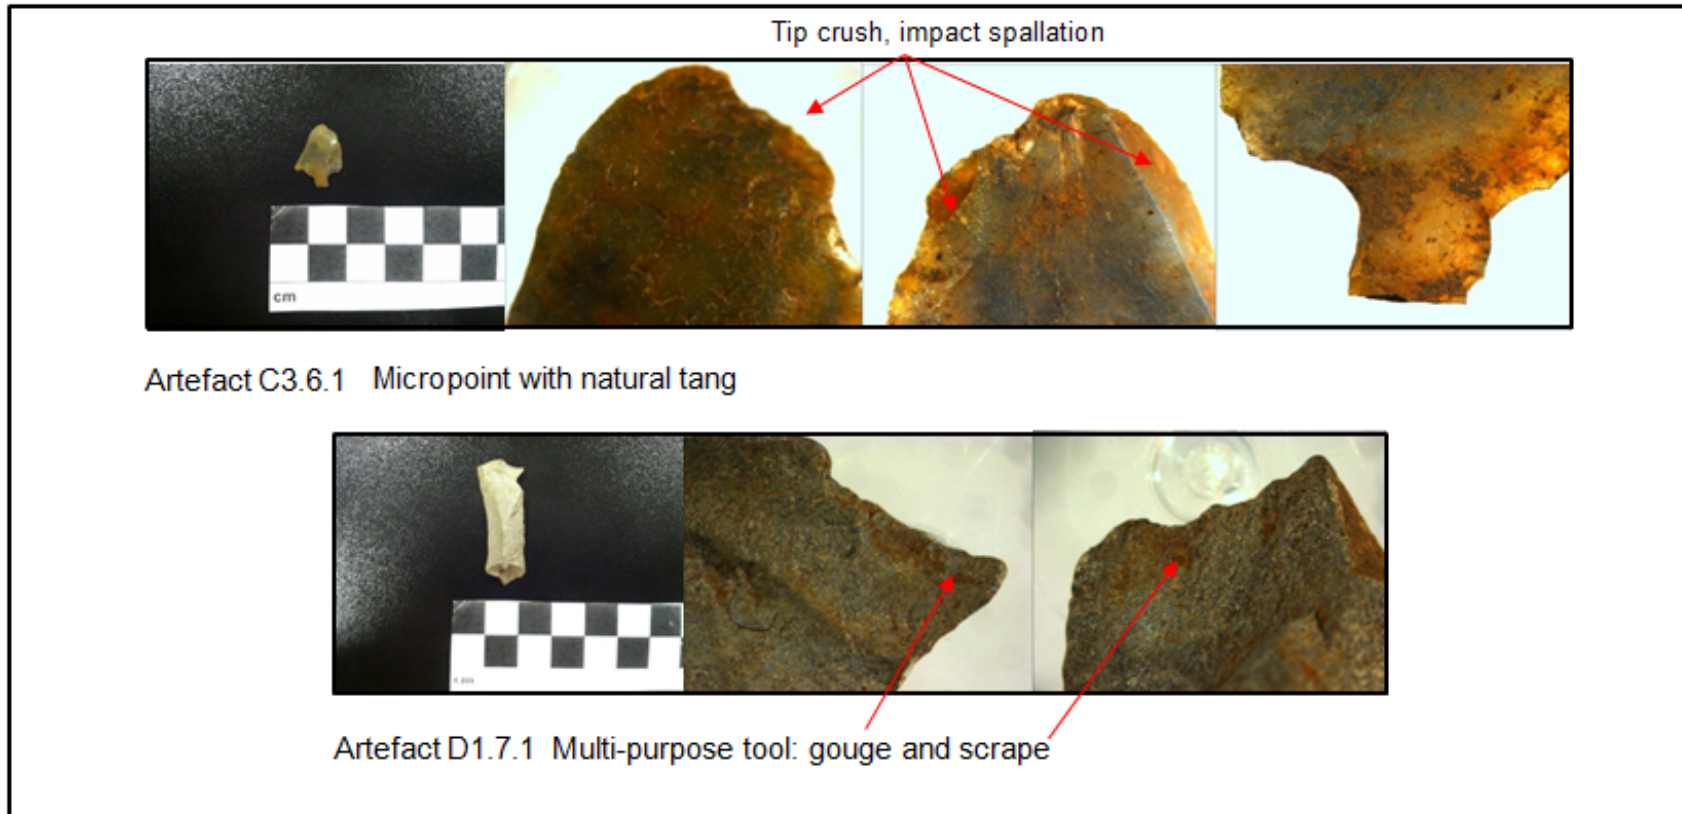 Tip crush, impact spallation
cm
Artefact C3.6.1 Micropoint with natural tang
Artefact D1.7.1 Multi-purpose tool: gouge and scrape